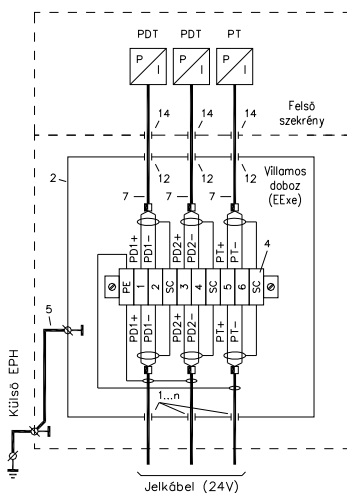 PDT PDT PT
P I P I P I
14 14 14
Felső
szekrény
2
12 12 12
Villamos
doboz
(EExe)
7 7 7
PD1+ PD1- PD2+ PD2- PT+ PT-
4
PE 1 2 SC 3 4 SC 5 6 SC
PD1+ PD1- PD2+ PD2- PT+ PT-
5
Külső EPH
1...n
Jelkábel (24V)